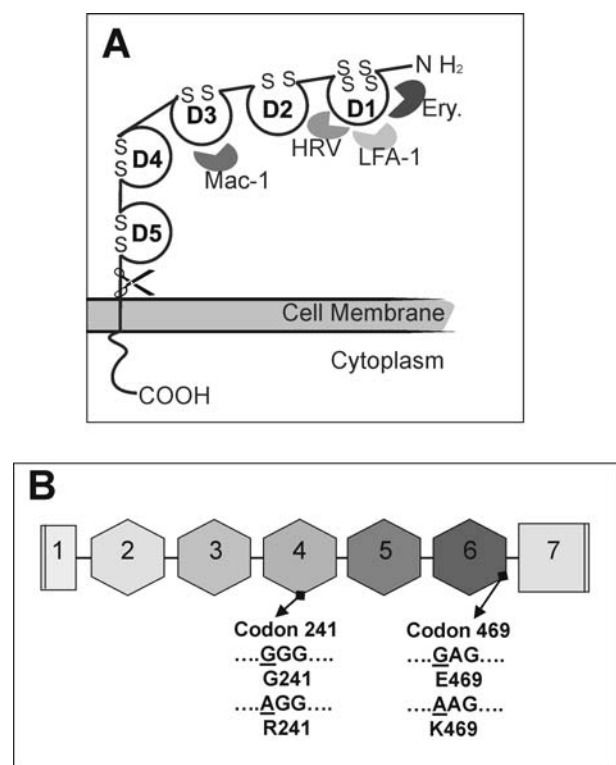 A
N H₂
S S
S S
S S
S S
D3
D2
D1
Ery.
HRV
LFA-1
Mac-1
S
S
D4
S
S
D5
Cell Membrane
Cytoplasm
COOH
B
1 2 3 4 5 6 7
Codon 241 Codon 469
....GGG.... ....GAG....
G241 E469
....AGG.... ....AAG....
R241 K469